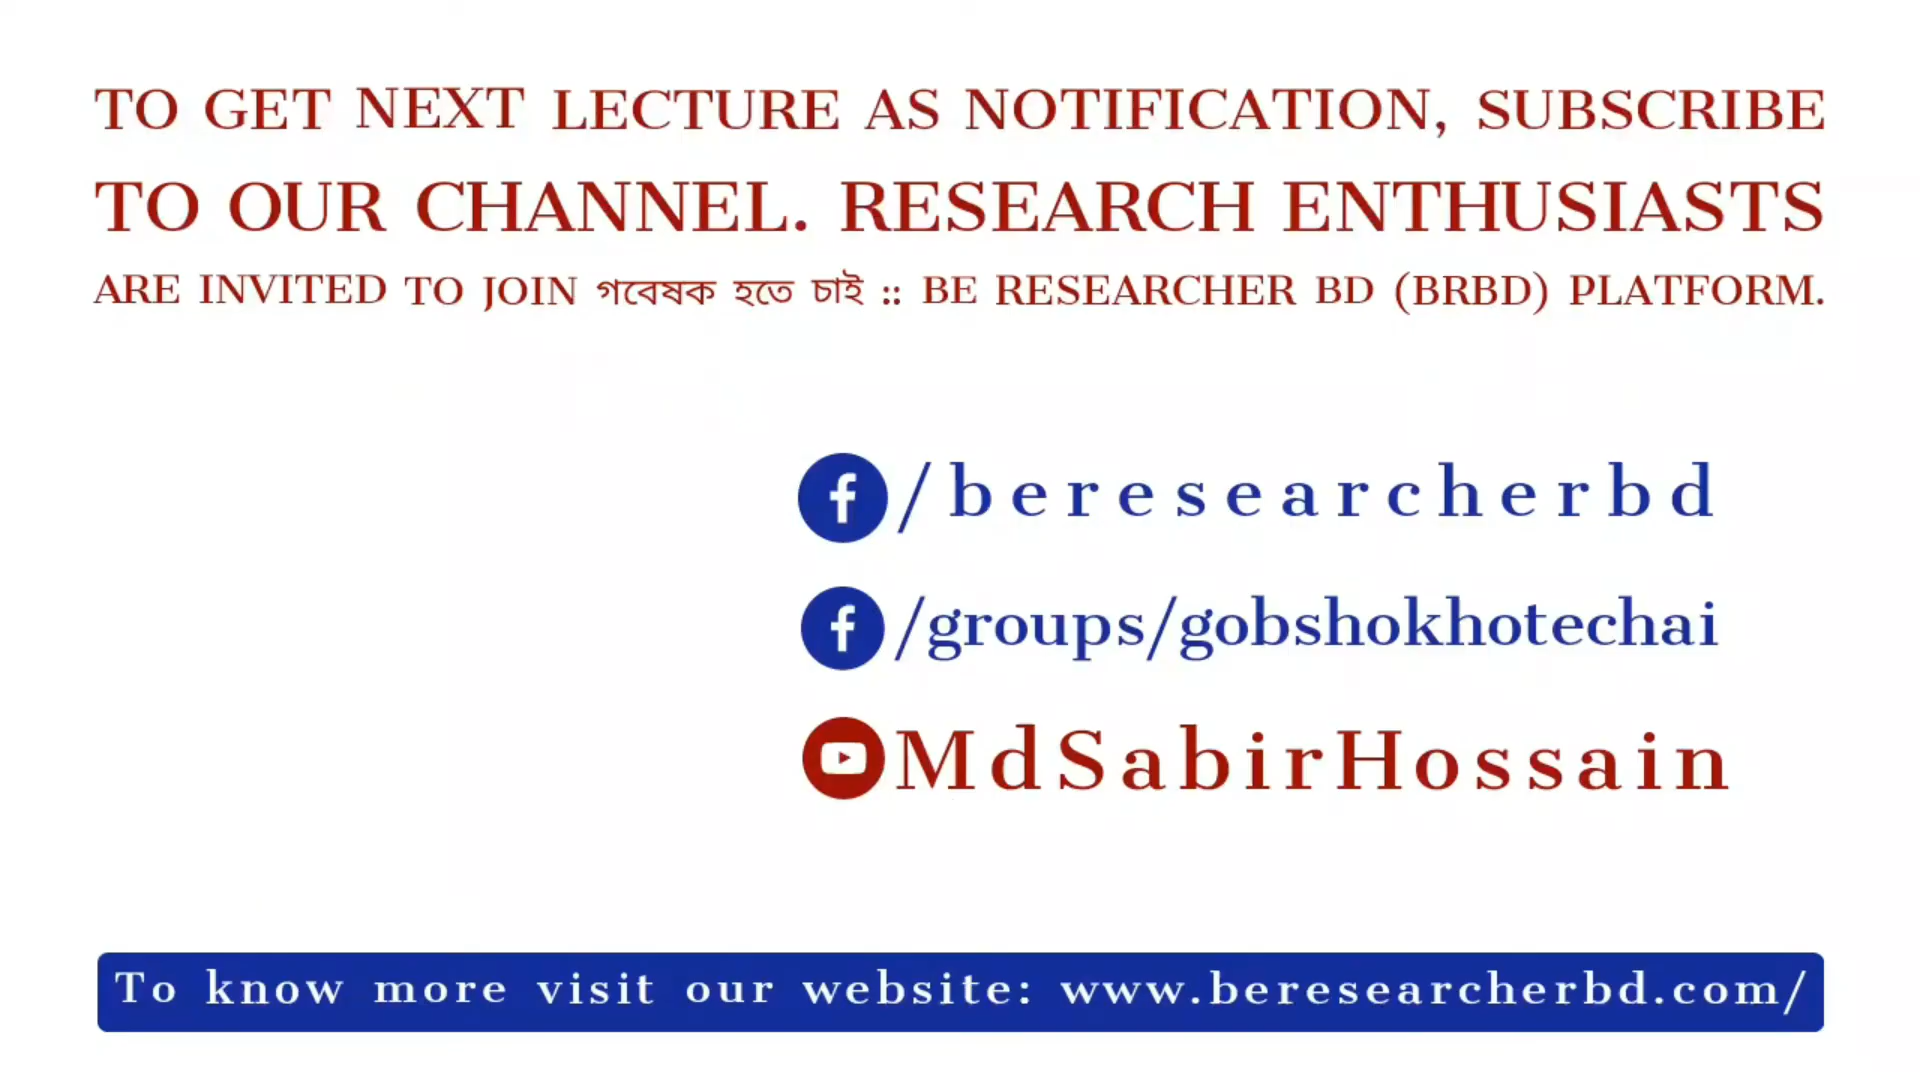 TO GET NEXT LECTURE AS NOTIFICATION, SUBSCRIBE
TO OUR CHANNEL. RESEARCH ENTHUSIASTS
ARE INVITED TO JOIN গবেষক হতে চাই :: BE RESEARCHER BD (BRBD) PLATFORM.
/beresearcherbd
/groups/gobshokhotechai
MdSabirHossain
To know more visit our website: www.beresearcherbd.com/